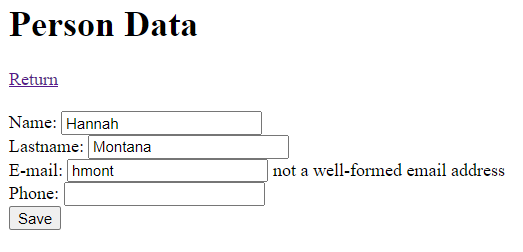 Person Data
Return
Name: Hannah
Lastname: Montana
E-mail: hmont not a well-formed email address
Phone:
Save